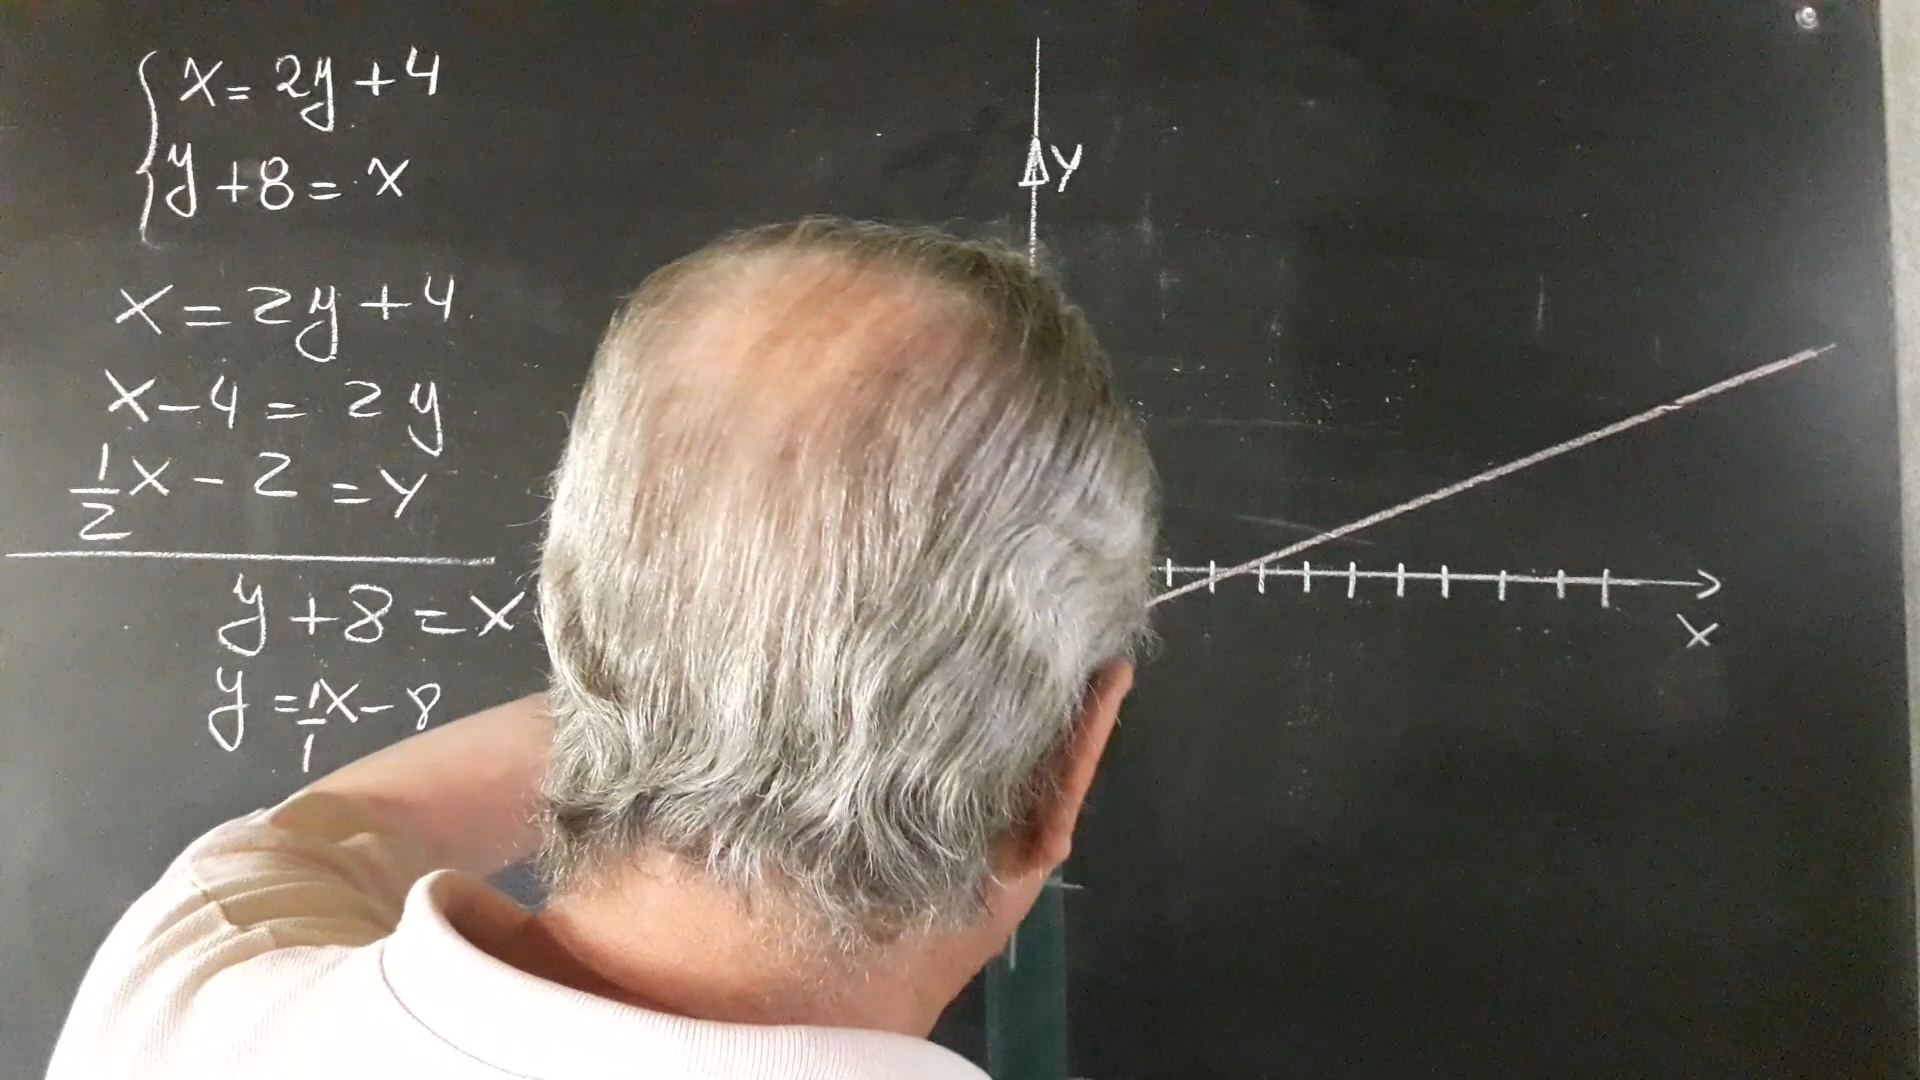 x = 2y + 4
y + 8 = x
x = 2y + 4
x - 4 = 2y
1/2 x - 2 = y
y + 8 = x
y = 1/1 x - 8
Y
X